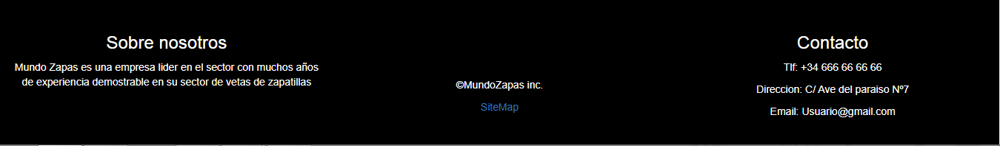 Sobre nosotros
Mundo Zapas es una empresa lider en el sector con muchos años
de experiencia demostrable en su sector de vetas de zapatillas
©MundoZapas inc.
SiteMap
Contacto
Tlf: +34 666 66 66 66
Direccion: C/ Ave del paraiso Nº7
Email: Usuario@gmail.com